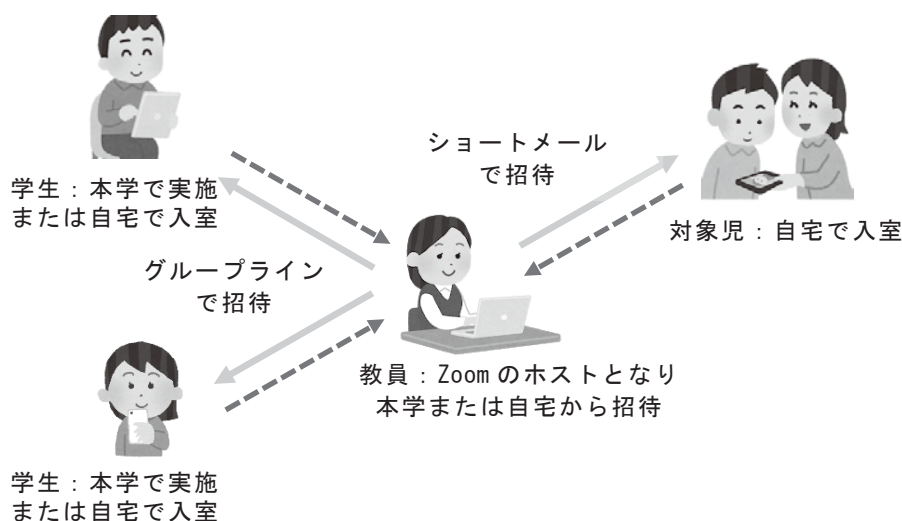 ショートメール
で招待
学生：本学で実施
または自宅で入室
対象児：自宅で入室
グループライン
で招待
教員：Zoomのホストとなり
本学または自宅から招待
学生：本学で実施
または自宅で入室